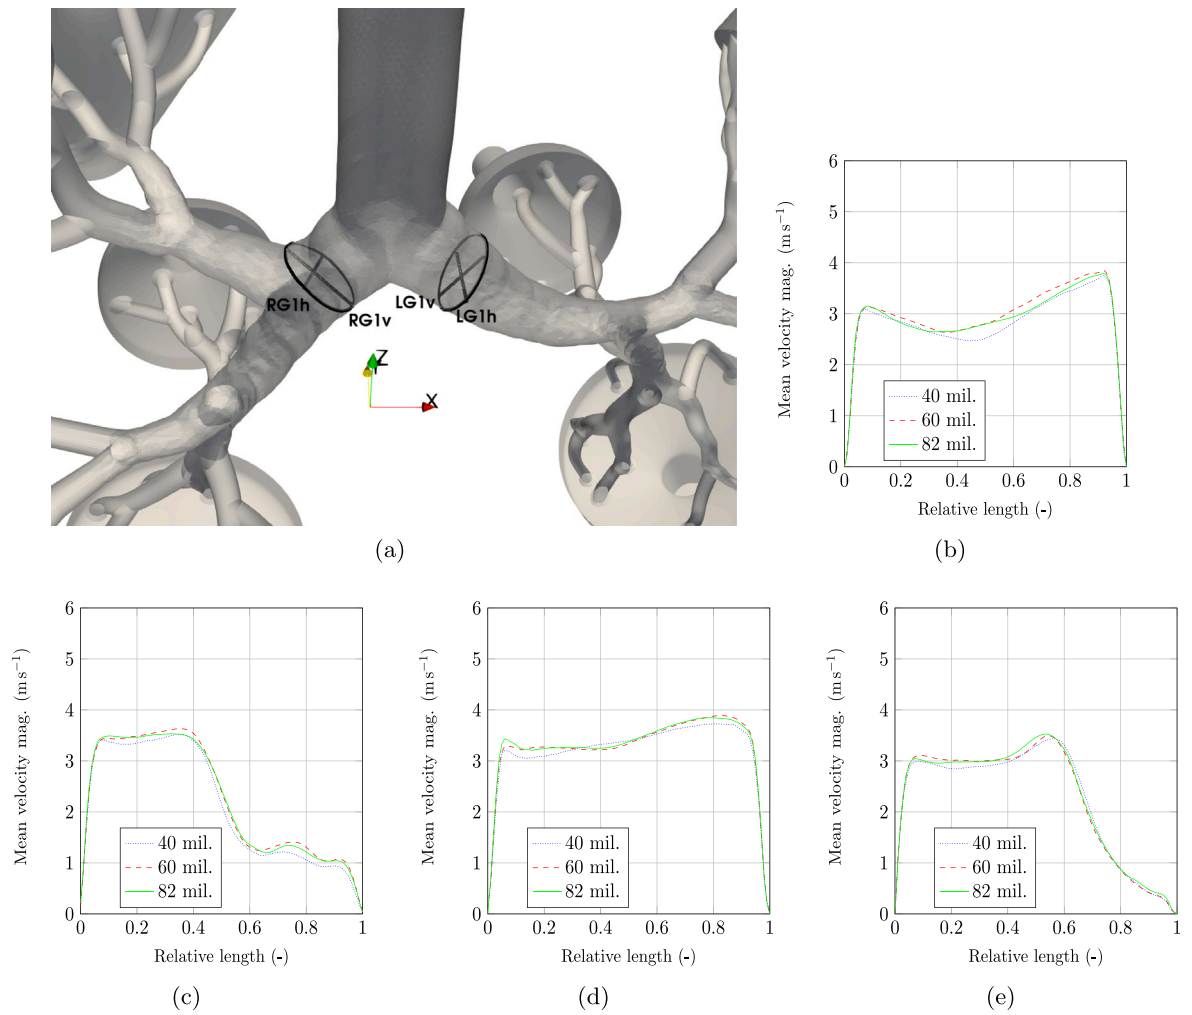 RG1h
RG1v
LG1v
LG1h
Z
X
(a)
Mean velocity mag. (m s⁻¹)
6
5
4
3
2
1
0
40 mil.
60 mil.
82 mil.
0 0.2 0.4 0.6 0.8 1
Relative length (-)
(b)
Mean velocity mag. (m s⁻¹)
6
5
4
3
2
1
0
40 mil.
60 mil.
82 mil.
0 0.2 0.4 0.6 0.8 1
Relative length (-)
(c)
Mean velocity mag. (m s⁻¹)
6
5
4
3
2
1
0
40 mil.
60 mil.
82 mil.
0 0.2 0.4 0.6 0.8 1
Relative length (-)
(d)
Mean velocity mag. (m s⁻¹)
6
5
4
3
2
1
0
40 mil.
60 mil.
82 mil.
0 0.2 0.4 0.6 0.8 1
Relative length (-)
(e)